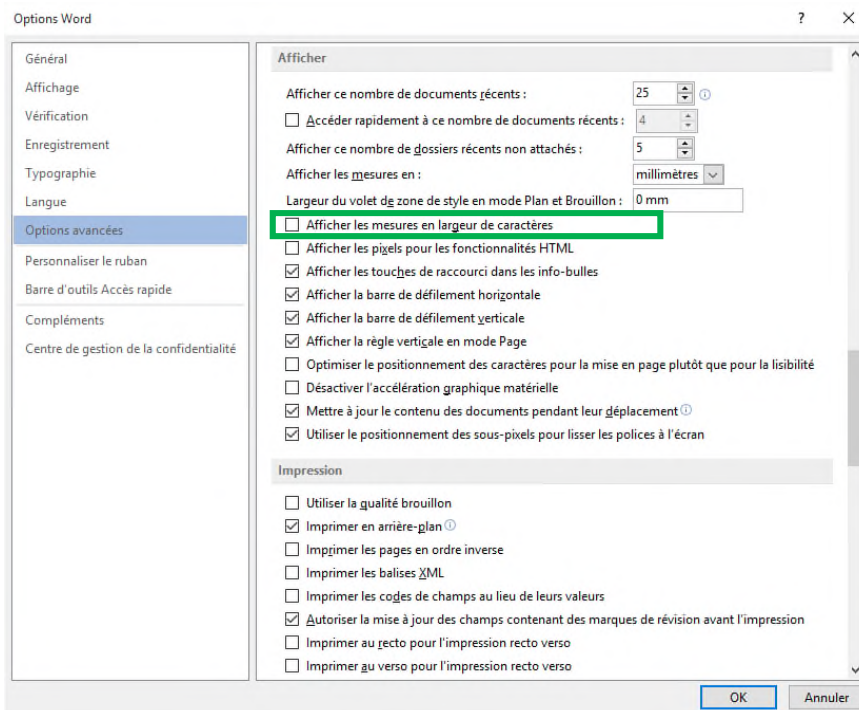 Options Word
?
Général
Affichage
Vérification
Enregistrement
Typographie
Langue
Options avancées
Personnaliser le ruban
Barre d'outils Accès rapide
Compléments
Centre de gestion de la confidentialité
Afficher
Afficher ce nombre de documents récents : 25
Accéder rapidement à ce nombre de documents récents : 4
Afficher ce nombre de dossiers récents non attachés : 5
Afficher les mesures en : millimètres
Largeur du volet de zone de style en mode Plan et Brouillon : 0 mm
Afficher les mesures en largeur de caractères
Afficher les pixels pour les fonctionnalités HTML
Afficher les touches de raccourci dans les info-bulles
Afficher la barre de défilement horizontale
Afficher la barre de défilement verticale
Afficher la règle verticale en mode Page
Optimiser le positionnement des caractères pour la mise en page plutôt que pour la lisibilité
Désactiver l'accélération graphique matérielle
Mettre à jour le contenu des documents pendant leur déplacement
Utiliser le positionnement des sous-pixels pour lisser les polices à l'écran
Impression
Utiliser la qualité brouillon
Imprimer en arrière-plan
Imprimer les pages en ordre inverse
Imprimer les balises XML
Imprimer les codes de champs au lieu de leurs valeurs
Autoriser la mise à jour des champs contenant des marques de révision avant l'impression
Imprimer au recto pour l'impression recto verso
Imprimer au verso pour l'impression recto verso
OK
Annuler